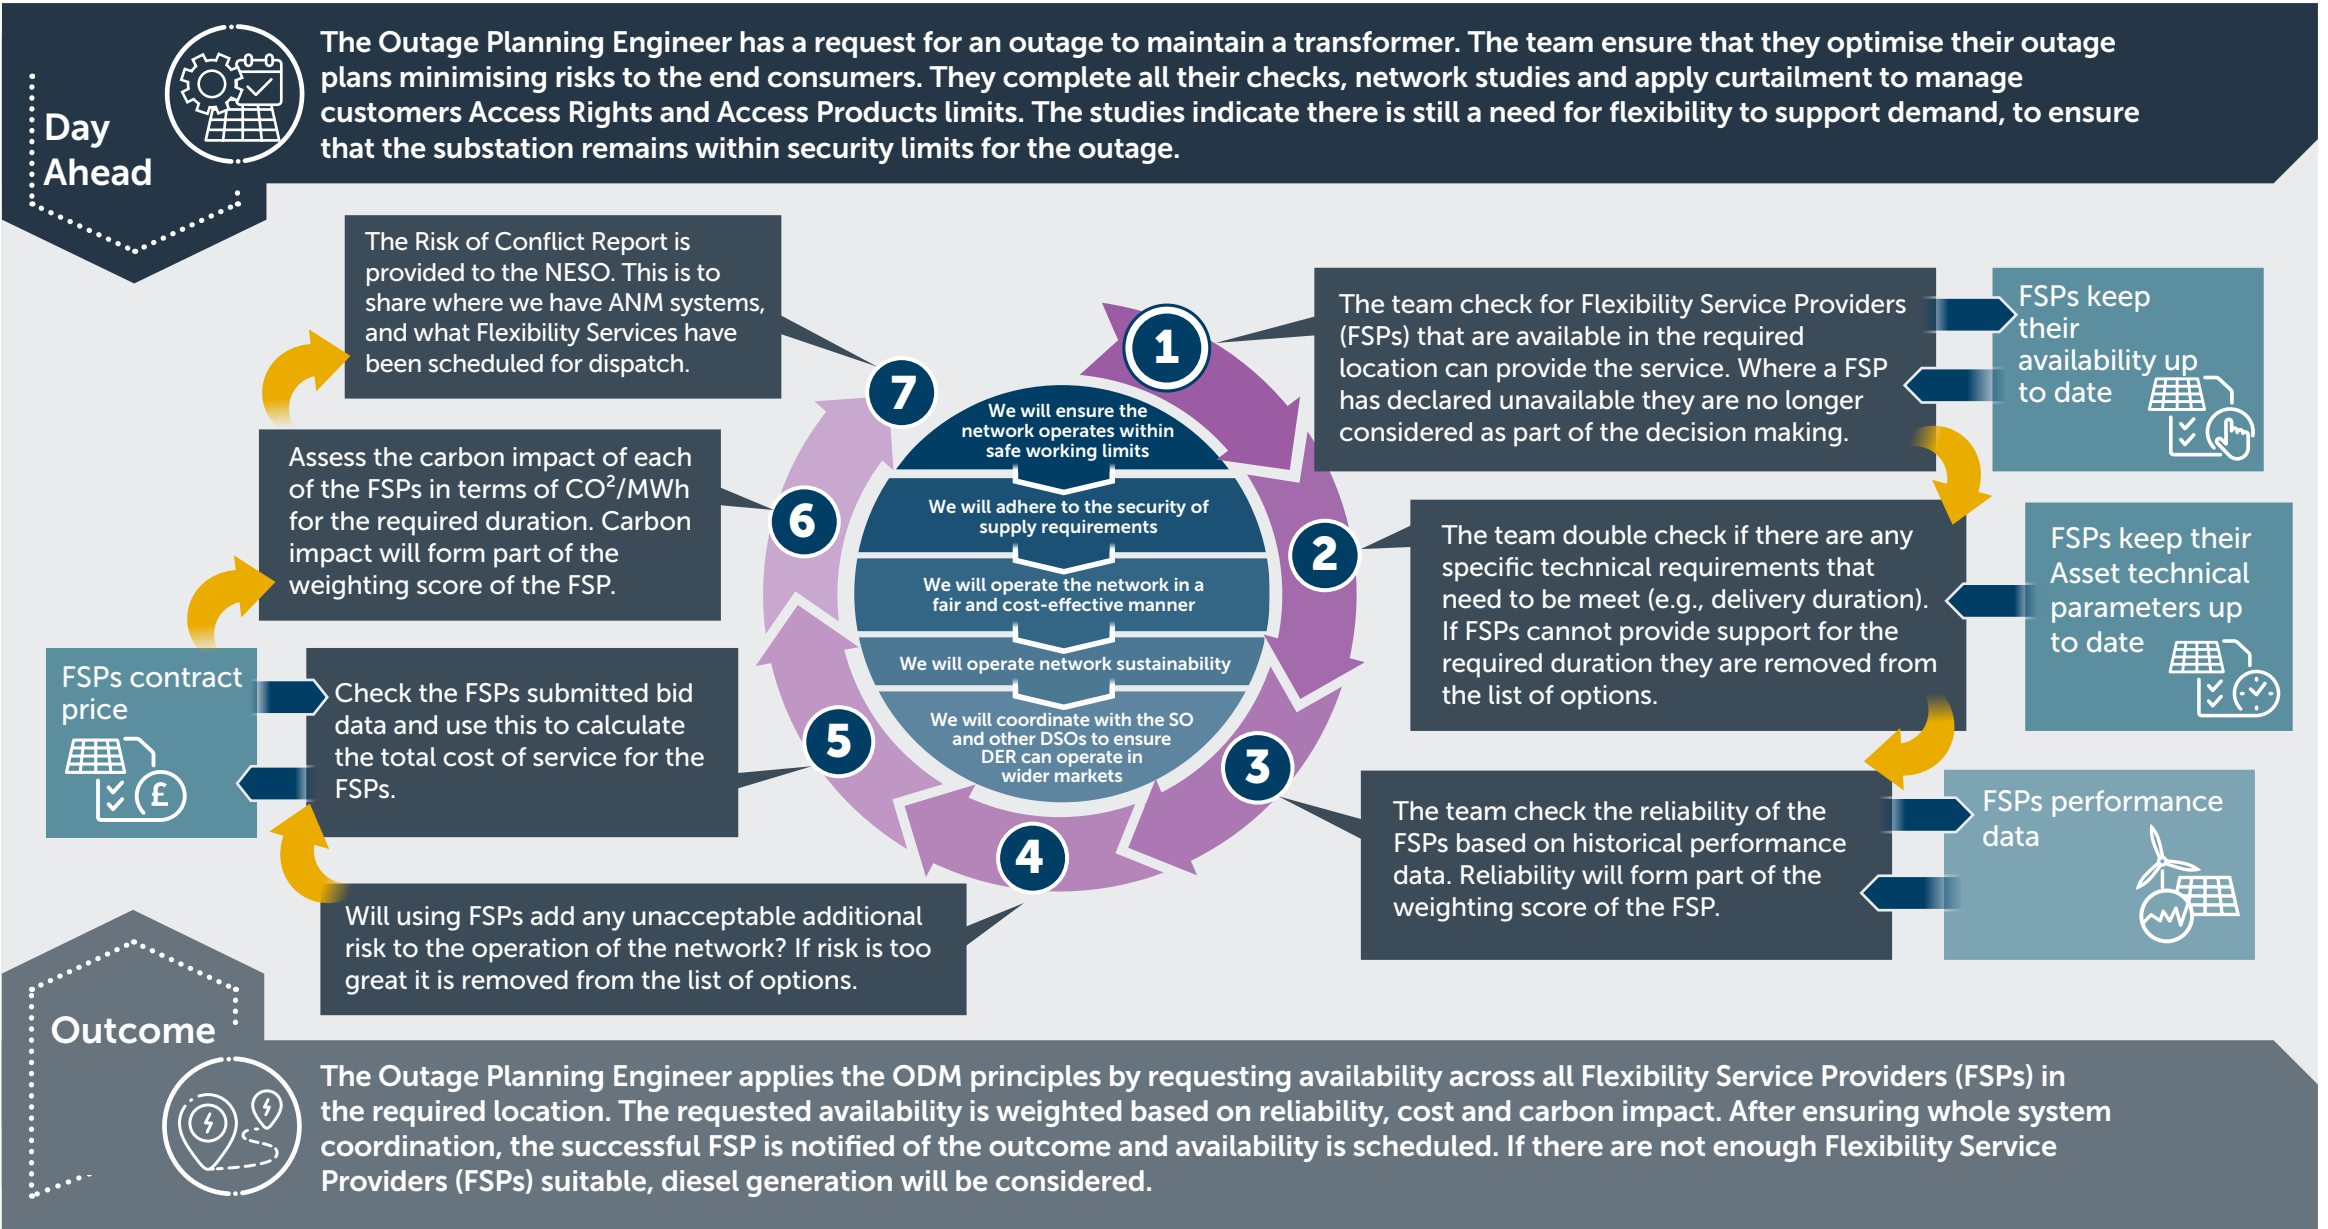 Day
Ahead
The Outage Planning Engineer has a request for an outage to maintain a transformer. The team ensure that they optimise their outage
plans minimising risks to the end consumers. They complete all their checks, network studies and apply curtailment to manage
customers Access Rights and Access Products limits. The studies indicate there is still a need for flexibility to support demand, to ensure
that the substation remains within security limits for the outage.
1
The team check for Flexibility Service Providers
(FSPs) that are available in the required
location can provide the service. Where a FSP
has declared unavailable they are no longer
considered as part of the decision making.
FSPs keep
their
availability up
to date
2
The team double check if there are any
specific technical requirements that
need to be meet (e.g., delivery duration).
If FSPs cannot provide support for the
required duration they are removed from
the list of options.
FSPs keep their
Asset technical
parameters up
to date
3
The team check the reliability of the
FSPs based on historical performance
data. Reliability will form part of the
weighting score of the FSP.
FSPs performance
data
4
Will using FSPs add any unacceptable additional
risk to the operation of the network? If risk is too
great it is removed from the list of options.
5
Check the FSPs submitted bid
data and use this to calculate
the total cost of service for the
FSPs.
FSPs contract
price
£
6
Assess the carbon impact of each
of the FSPs in terms of CO²/MWh
for the required duration. Carbon
impact will form part of the
weighting score of the FSP.
7
The Risk of Conflict Report is
provided to the NESO. This is to
share where we have ANM systems,
and what Flexibility Services have
been scheduled for dispatch.
We will ensure the
network operates within
safe working limits
We will adhere to the security of
supply requirements
We will operate the network in a
fair and cost-effective manner
We will operate network sustainability
We will coordinate with the SO
and other DSOs to ensure
DER can operate in
wider markets
Outcome
The Outage Planning Engineer applies the ODM principles by requesting availability across all Flexibility Service Providers (FSPs) in
the required location. The requested availability is weighted based on reliability, cost and carbon impact. After ensuring whole system
coordination, the successful FSP is notified of the outcome and availability is scheduled. If there are not enough Flexibility Service
Providers (FSPs) suitable, diesel generation will be considered.